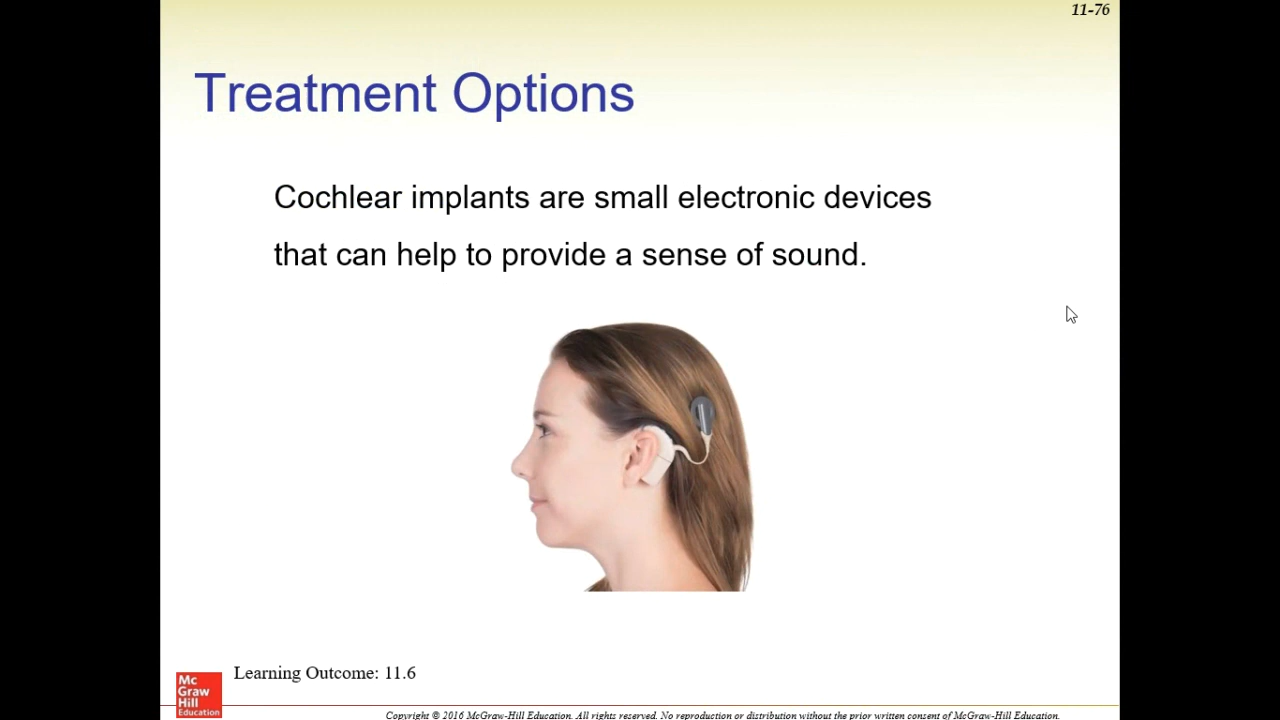 11-76
Treatment Options
Cochlear implants are small electronic devices
that can help to provide a sense of sound.
Learning Outcome: 11.6
Mc
Graw
Hill
Education
Copyright © 2016 McGraw-Hill Education. All rights reserved. No reproduction or distribution without the prior written consent of McGraw-Hill Education.